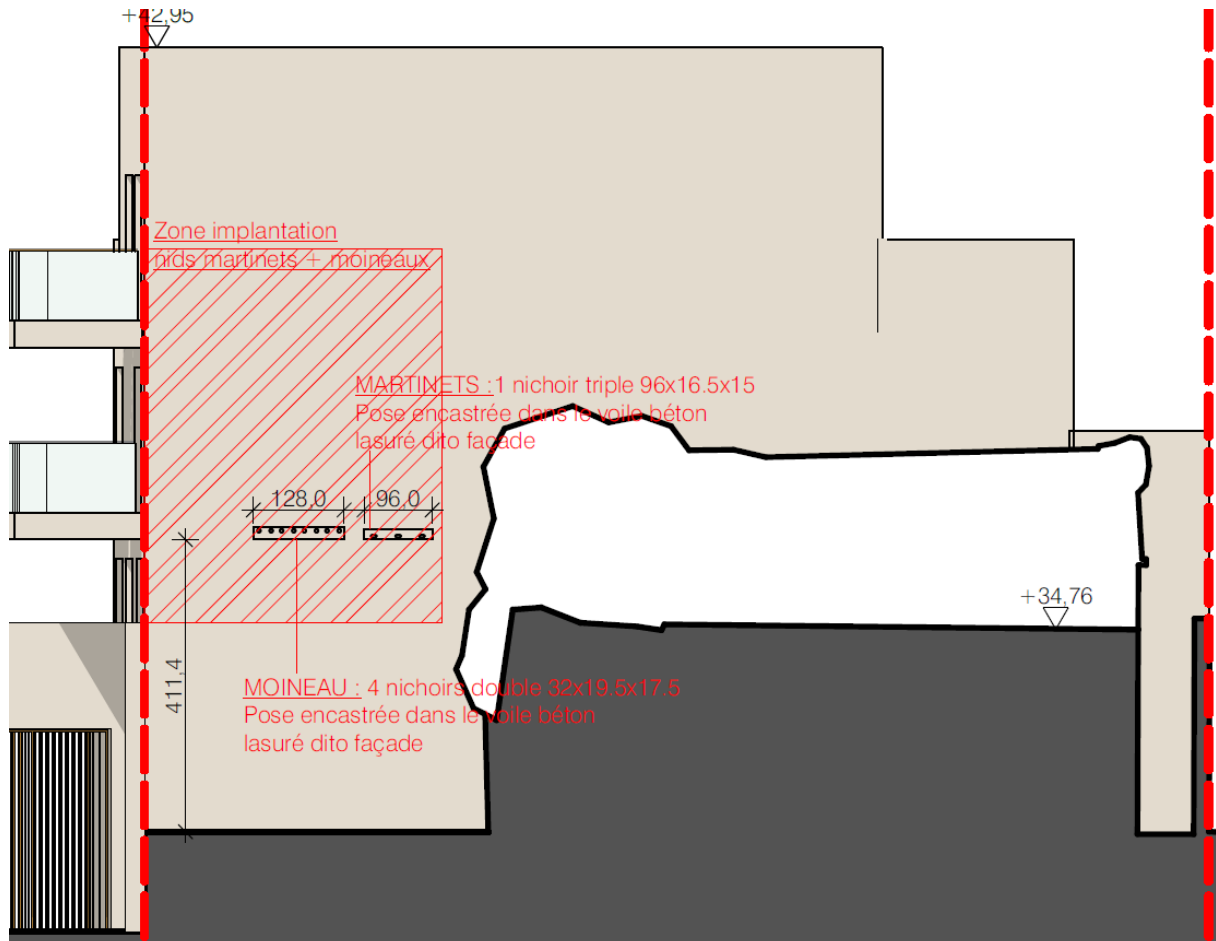 +42,95
Zone implantation
nids martinets + moineaux
MARTINETS :1 nichoir triple 96x16.5x15
Pose encastrée dans le voile béton
lasuré dito façade
128,0
96,0
+34,76
411,4
MOINEAU : 4 nichoirs double 32x19.5x17.5
Pose encastrée dans le voile béton
lasuré dito façade